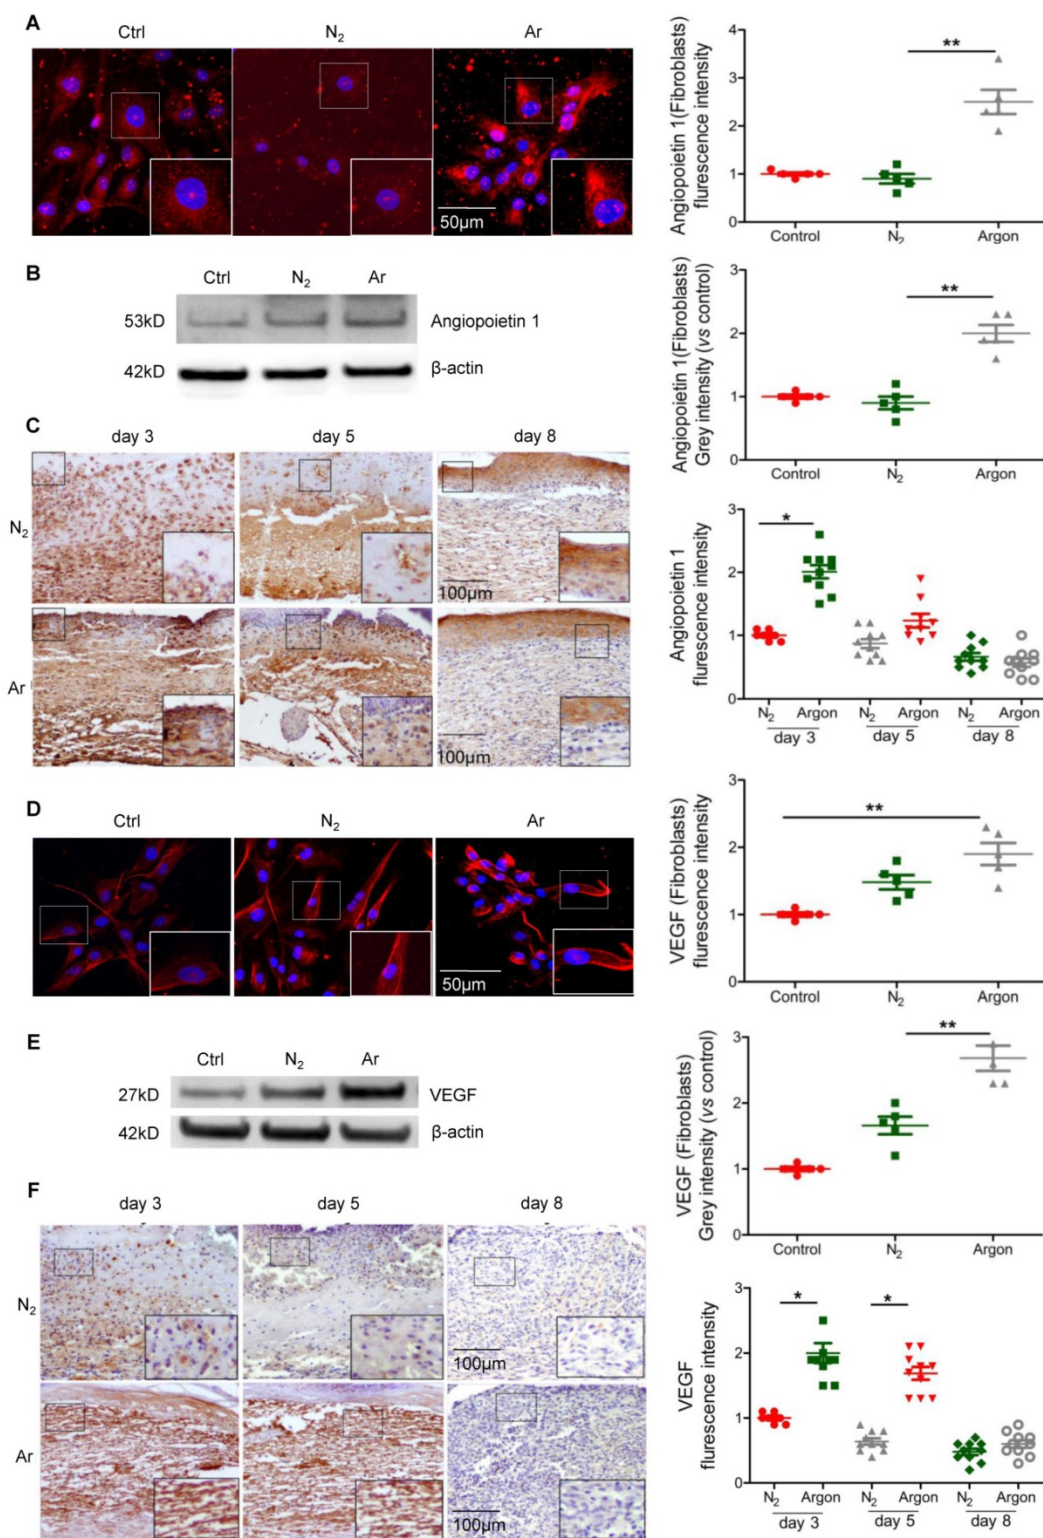 A
Ctrl
N₂
Ar
50µm
Angiopoietin 1(Fibroblasts)
flurescence intensity
4
3
2
1
0
Control
N₂
Argon
**
B
Ctrl
N₂
Ar
53kD
Angiopoietin 1
42kD
β-actin
Angiopoietin 1(Fibroblasts)
Grey intensity (vs control)
3
2
1
0
Control
N₂
Argon
**
C
day 3
day 5
day 8
N₂
100µm
Ar
100µm
Angiopoietin 1
flurescence intensity
3
2
1
0
*
N₂
Argon
N₂
Argon
N₂
Argon
day 3
day 5
day 8
D
Ctrl
N₂
Ar
50µm
VEGF (Fibroblasts)
flurescence intensity
3
2
1
0
Control
N₂
Argon
**
E
Ctrl
N₂
Ar
27kD
VEGF
42kD
β-actin
VEGF (Fibroblasts)
Grey intensity (vs control)
3
2
1
0
Control
N₂
Argon
**
F
day 3
day 5
day 8
N₂
100µm
Ar
100µm
VEGF
flurescence intensity
3
2
1
0
*
*
N₂
Argon
N₂
Argon
N₂
Argon
day 3
day 5
day 8